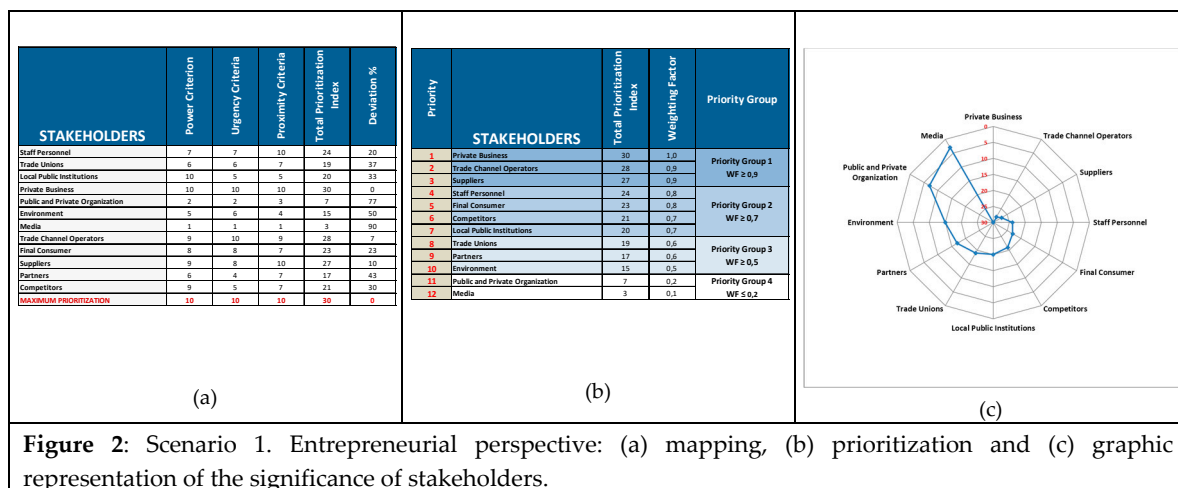 STAKEHOLDERS Power Criterion Urgency Criteria Proximity Criteria Total Prioritization Index Deviation %
Staff Personnel 7 7 10 24 20
Trade Unions 6 6 7 19 37
Local Public Institutions 10 5 5 20 33
Private Business 10 10 10 30 0
Public and Private Organization 2 2 3 7 77
Environment 5 6 4 15 50
Media 1 1 1 3 90
Trade Channel Operators 9 10 9 28 7
Final Consumer 8 8 7 23 23
Suppliers 9 8 10 27 10
Partners 6 4 7 17 43
Competitors 9 5 7 21 30
MAXIMUM PRIORITIZATION 10 10 10 30 0
(a)
Priority STAKEHOLDERS Total Prioritization Index Weighting Factor Priority Group
1 Private Business 30 1,0
2 Trade Channel Operators 28 0,9
3 Suppliers 27 0,9
Priority Group 1
WF ≥ 0,9
4 Staff Personnel 24 0,8
5 Final Consumer 23 0,8
6 Competitors 21 0,7
7 Local Public Institutions 20 0,7
Priority Group 2
WF ≥ 0,7
8 Trade Unions 19 0,6
9 Partners 17 0,6
10 Environment 15 0,5
Priority Group 3
WF ≥ 0,5
11 Public and Private Organization 7 0,2
12 Media 3 0,1
Priority Group 4
WF ≤ 0,2
(b)
Private Business
Trade Channel Operators
Suppliers
Staff Personnel
Final Consumer
Competitors
Local Public Institutions
Trade Unions
Partners
Environment
Public and Private
Organization
Media
0
5
10
15
20
25
30
(c)
Figure 2: Scenario 1. Entrepreneurial perspective: (a) mapping, (b) prioritization and (c) graphic
representation of the significance of stakeholders.